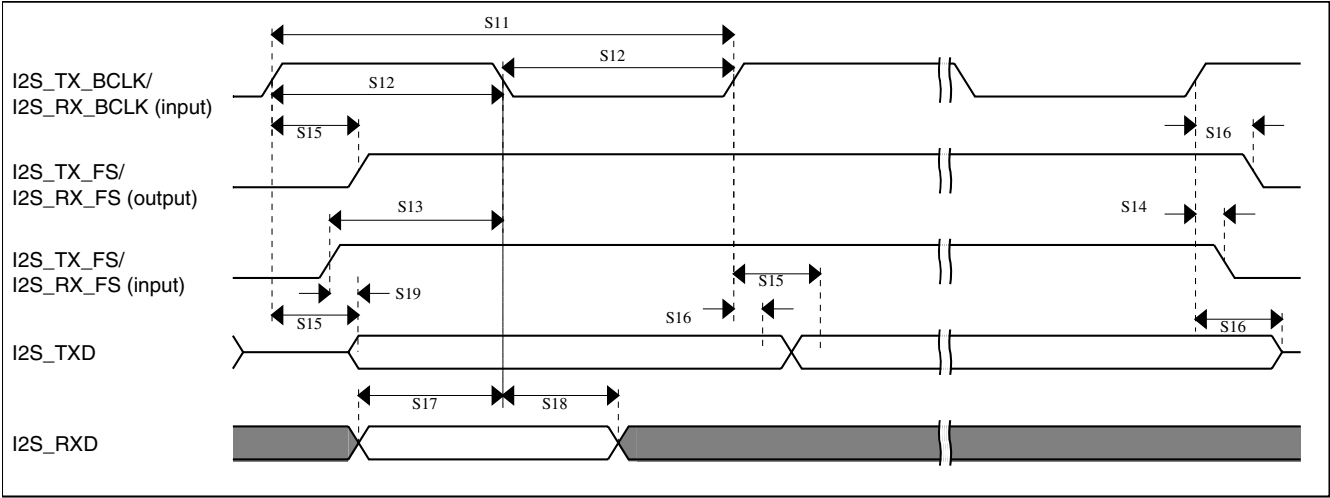 S11
S12
I2S_TX_BCLK/
I2S_RX_BCLK (input)
S12
S15
S16
I2S_TX_FS/
I2S_RX_FS (output)
S13
S14
I2S_TX_FS/
I2S_RX_FS (input)
S15
S19
S15
S16
S16
I2S_TXD
S17
S18
I2S_RXD